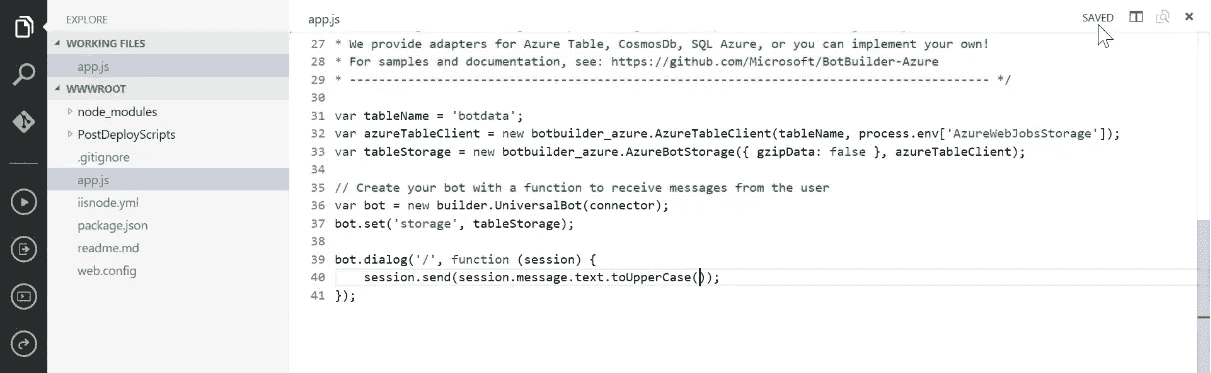 EXPLORE
WORKING FILES
app.js
WWWROOT
node_modules
PostDeployScripts
.gitignore
app.js
iisnode.yml
package.json
readme.md
web.config
app.js
SAVED
27 * We provide adapters for Azure Table, CosmosDb, SQL Azure, or you can implement your own!
28 * For samples and documentation, see: https://github.com/Microsoft/BotBuilder-Azure
29 * ---------------------------------------------------------------------------------------- */
30
31 var tableName = 'botdata';
32 var azureTableClient = new botbuilder_azure.AzureTableClient(tableName, process.env['AzureWebJobsStorage']);
33 var tableStorage = new botbuilder_azure.AzureBotStorage({ gzipData: false }, azureTableClient);
34
35 // Create your bot with a function to receive messages from the user
36 var bot = new builder.UniversalBot(connector);
37 bot.set('storage', tableStorage);
38
39 bot.dialog('/', function (session) {
40     session.send(session.message.text.toUpperCase());
41 });